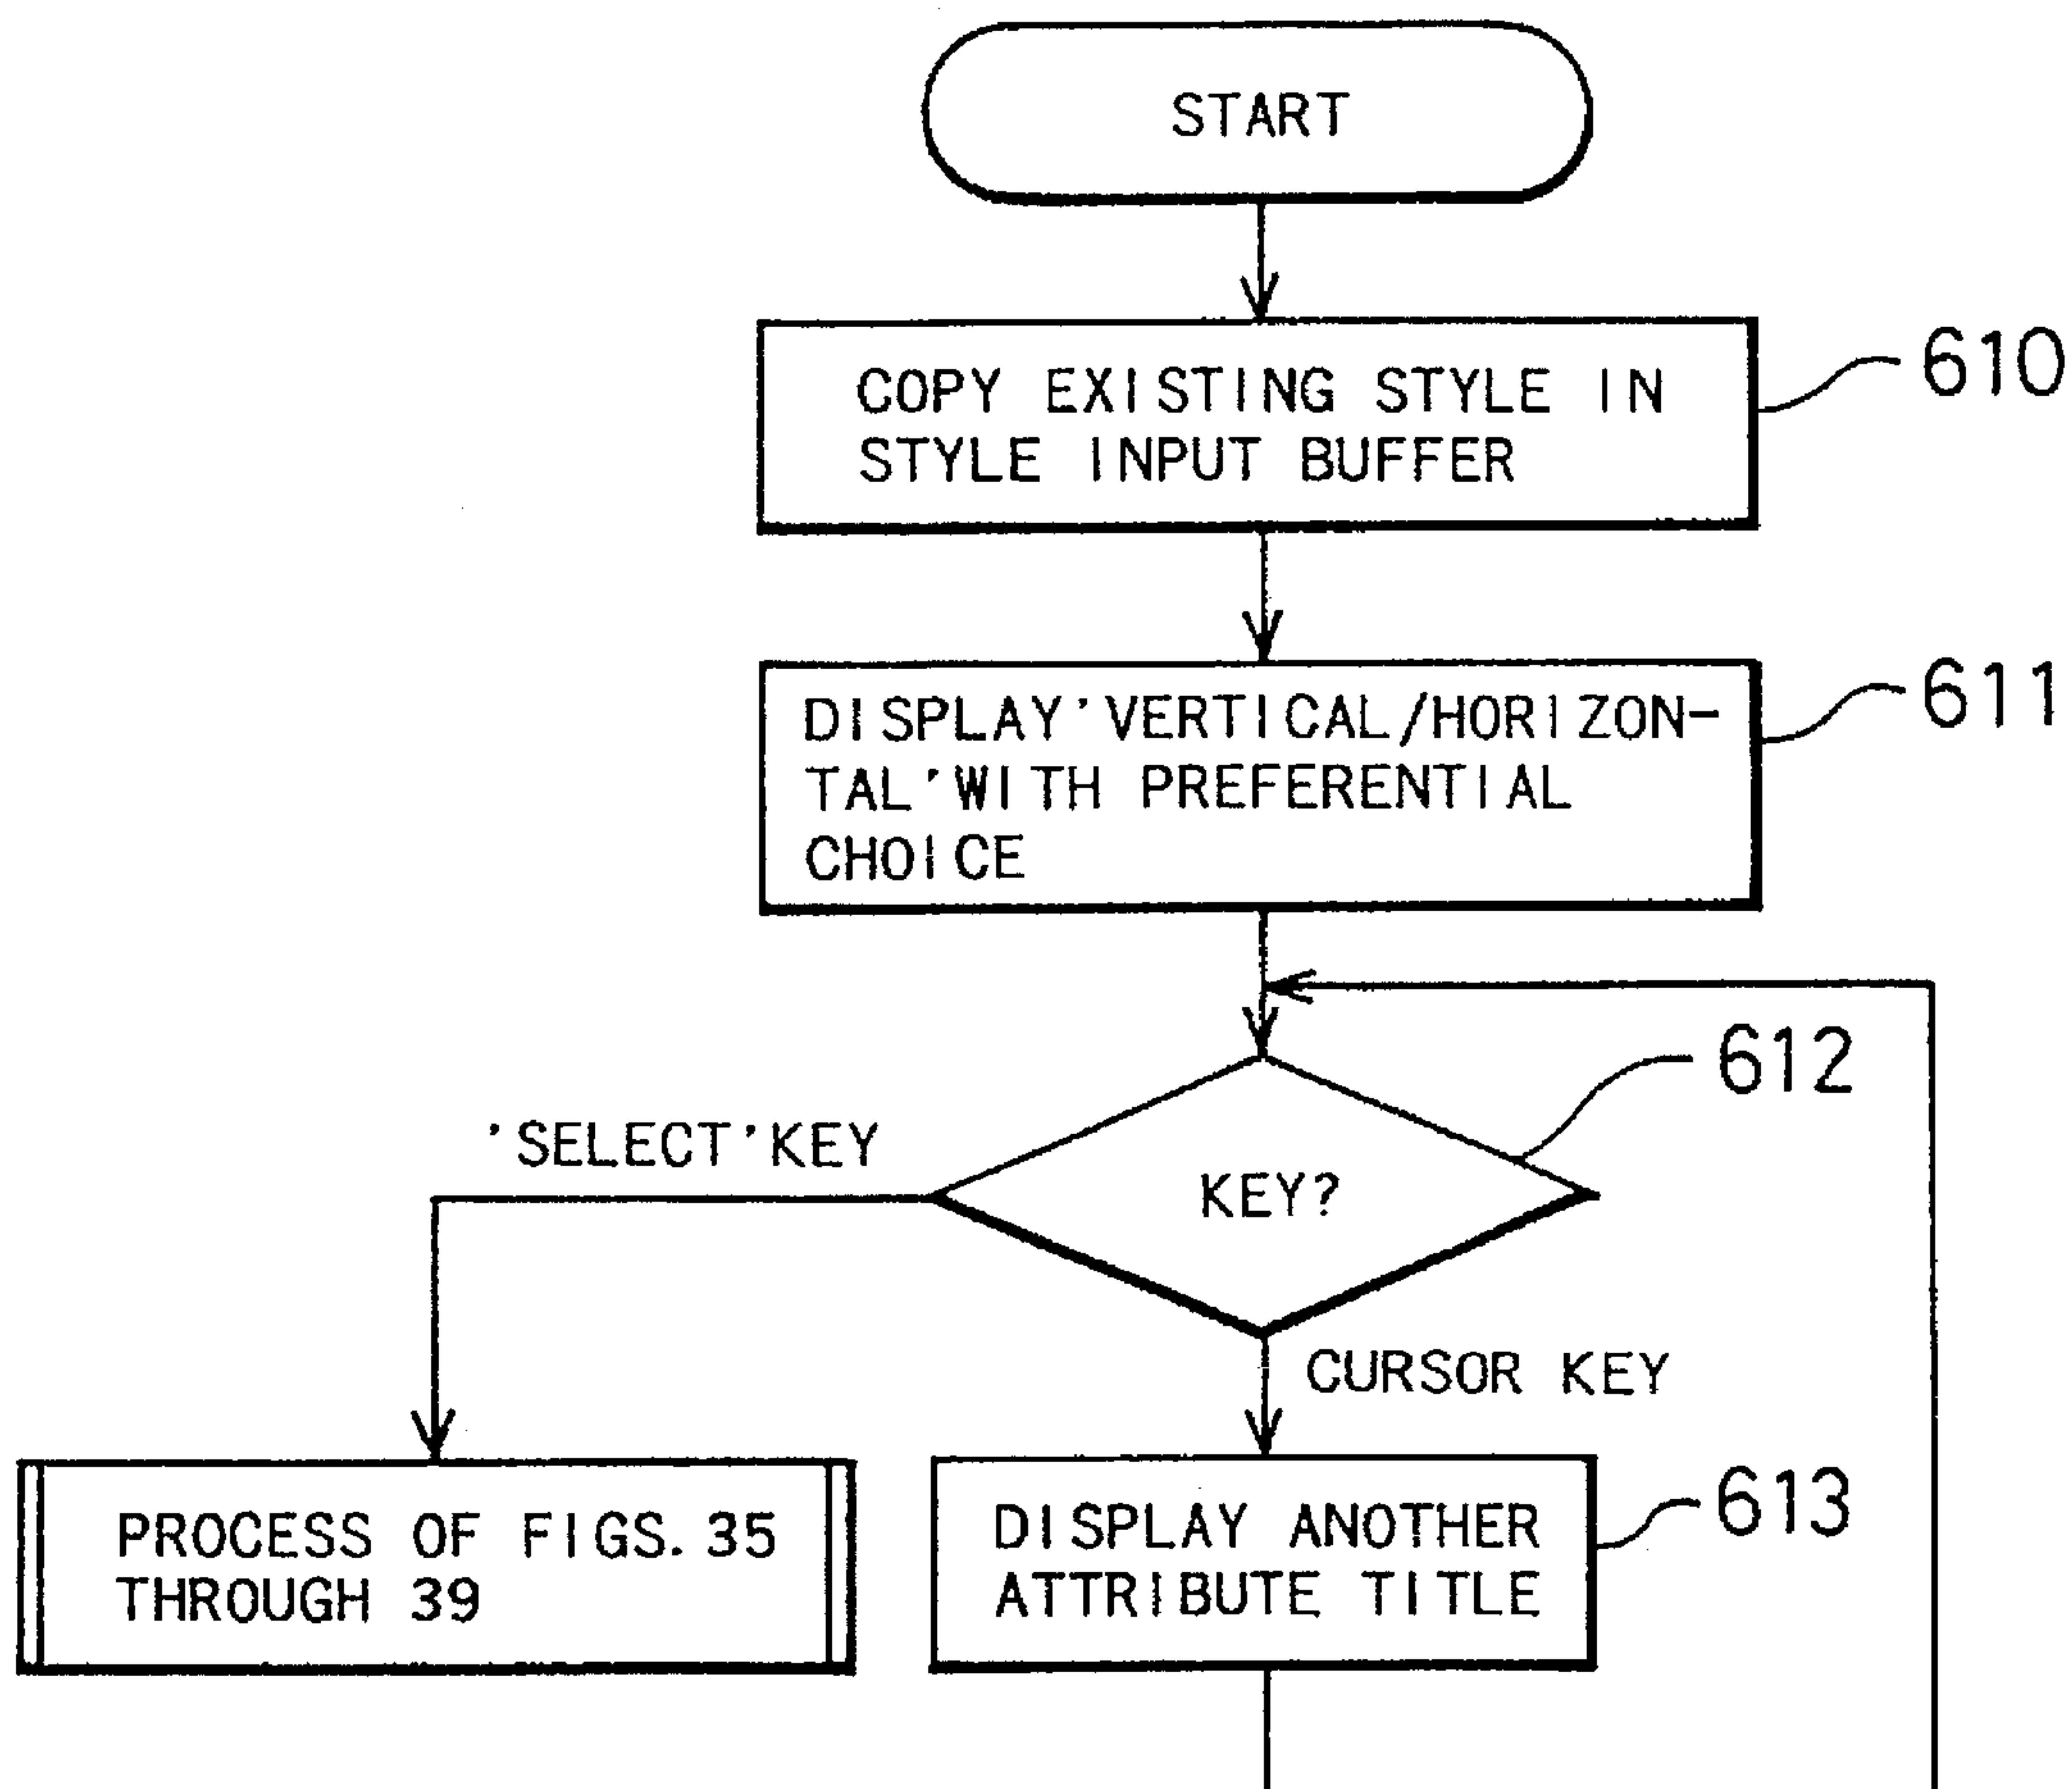 START
COPY EXISTING STYLE IN
STYLE INPUT BUFFER
610
DISPLAY'VERTICAL/HORIZON-
TAL'WITH PREFERENTIAL
CHOICE
611
612
'SELECT'KEY
KEY?
CURSOR KEY
PROCESS OF FIGS. 35
THROUGH 39
DISPLAY ANOTHER
ATTRIBUTE TITLE
613